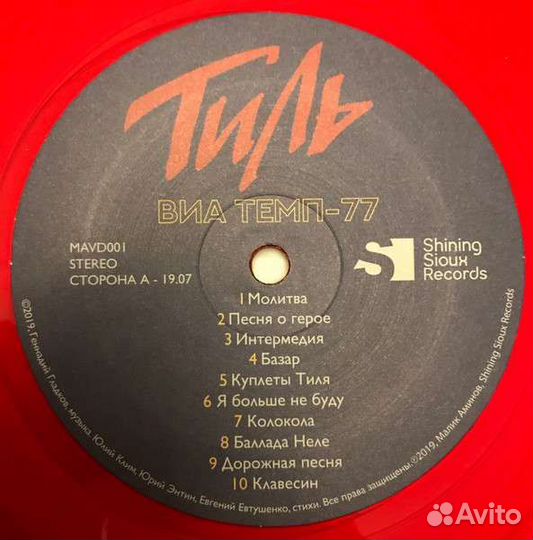 Тиль
ВИА ТЕМП-77
MAVD001
STEREO
СТОРОНА А - 19.07
Shining
Sioux
Records
1 Молитва
2 Песня о герое
3 Интермедия
4 Базар
5 Куплеты Тиля
6 Я больше не буду
7 Колокола
8 Баллада Неле
9 Дорожная песня
10 Клавесин
©2019, Геннадий Гладков, музыка. Юлий Ким, Юрий Энтин, Евгений Евтушенко, стихи. Все права защищены. ℗2019, Малик Аминов, Shining Sioux Records
Avito